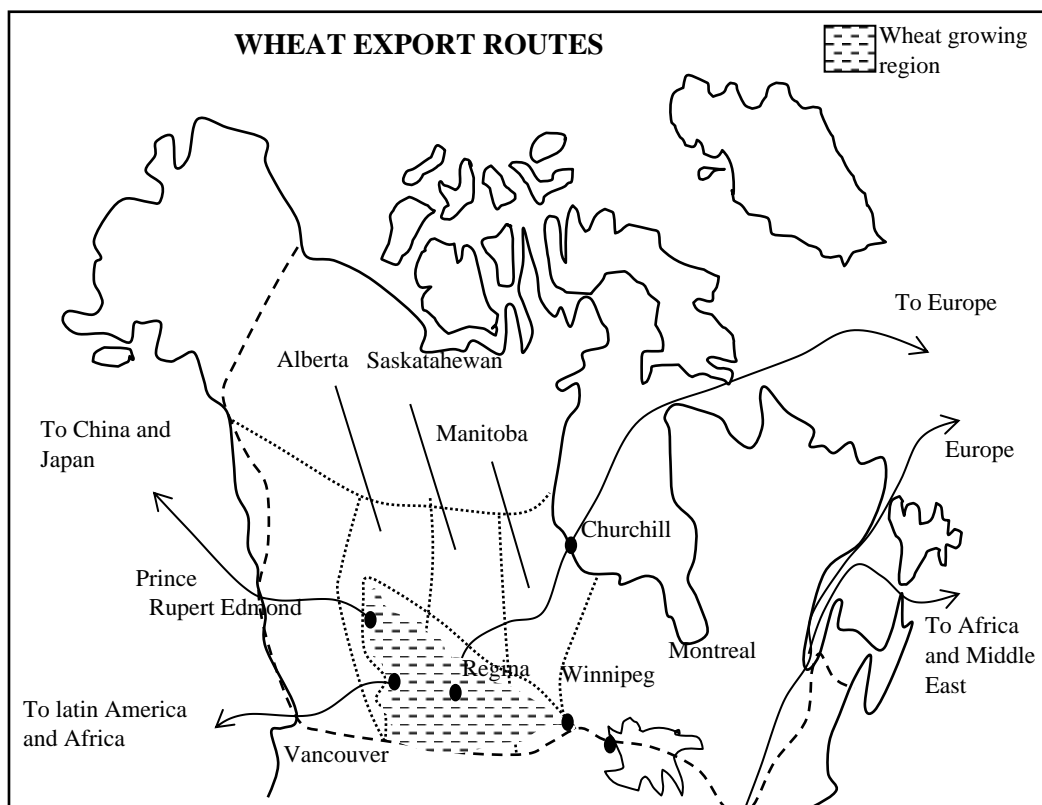 WHEAT EXPORT ROUTES
Wheat growing
region
To Europe
Alberta
Saskatahewan
To China and
Japan
Manitoba
Europe
Churchill
Prince
Rupert Edmond
To Africa
and Middle
East
Montreal
Regina
Winnipeg
To latin America
and Africa
Vancouver